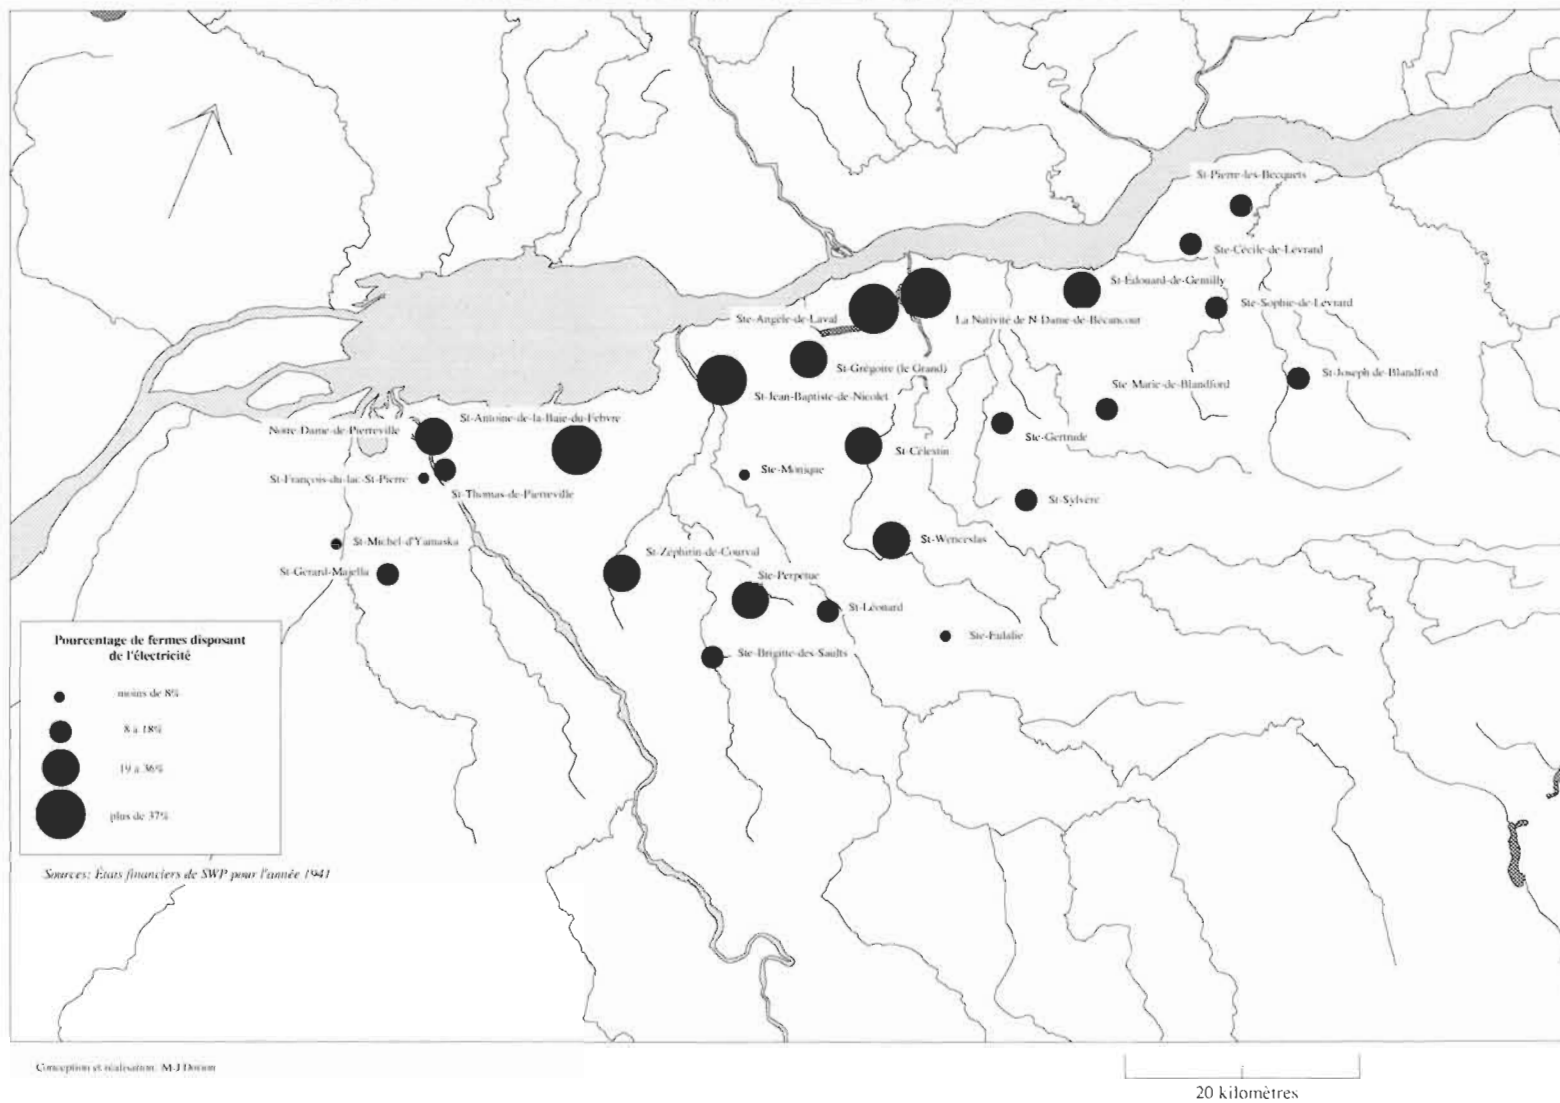 St-Pierre-les-Becquets
Ste-Cécile-de-Lévrard
St-Édouard-de-Gentilly
Ste-Sophie-de-Lévrard
Ste-Angèle-de-Laval
La Nativité de N-Dame-de-Bécancour
St-Grégoire (le Grand)
St-Joseph de-Blandford
Ste-Marie-de-Blandford
St-Jean-Baptiste-de-Nicolet
St-Antoine-de-la-Baie-du-Febvre
Notre-Dame-de-Pierreville
Ste-Gertrude
St-Célestin
Ste-Monique
St-François-du-lac-St-Pierre
St-Thomas-de-Pierreville
St-Sylvère
St-Michel-d'Yamaska
St-Wenceslas
St-Zéphirin-de-Courval
St-Gérard-Majella
Ste-Perpétue
St-Léonard
Ste-Eulalie
Ste-Brigitte-des-Saults
Pourcentage de fermes disposant
de l'électricité
moins de 8%
8 à 18%
19 à 36%
plus de 37%
Sources: États financiers de SWP pour l'année 1941
Conception et réalisation: M-J Dorion
20 kilomètres